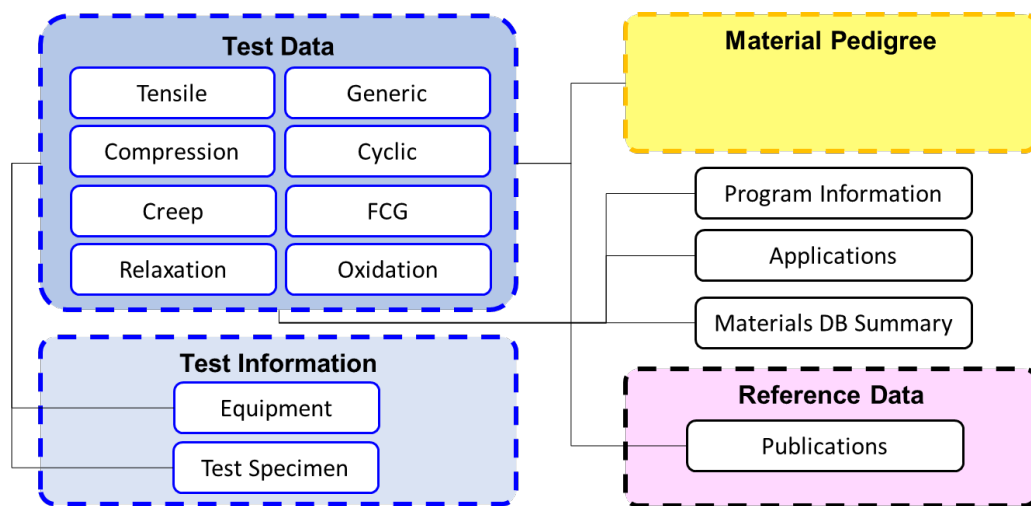 Test Data
Tensile
Generic
Compression
Cyclic
Creep
FCG
Relaxation
Oxidation
Test Information
Equipment
Test Specimen
Material Pedigree
Program Information
Applications
Materials DB Summary
Reference Data
Publications